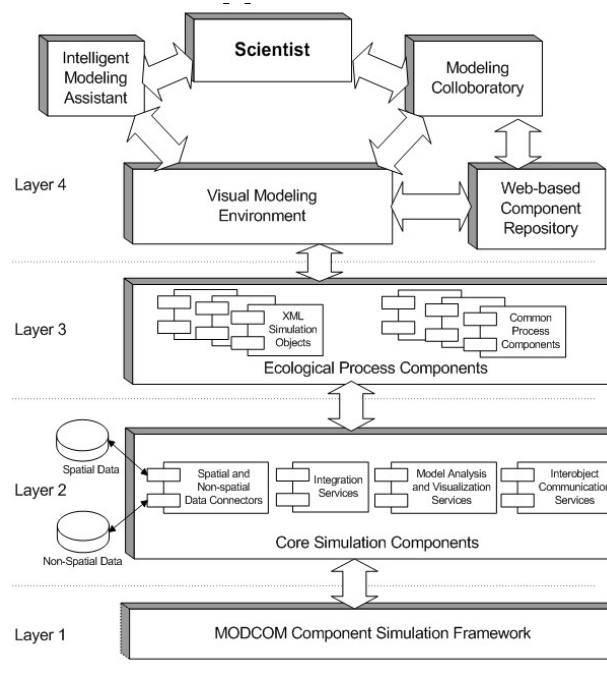 Intelligent
Modeling
Assistant
Scientist
Modeling
Colloboratory
Layer 4
Visual Modeling
Environment
Web-based
Component
Repository
Layer 3
XML
Simulation
Objects
Common
Process
Components
Ecological Process Components
Spatial Data
Layer 2
Spatial and
Non-spatial
Data Connectors
Integration
Services
Model Analysis
and Visualization
Services
Interobject
Communication
Services
Non-Spatial Data
Core Simulation Components
Layer 1
MODCOM Component Simulation Framework